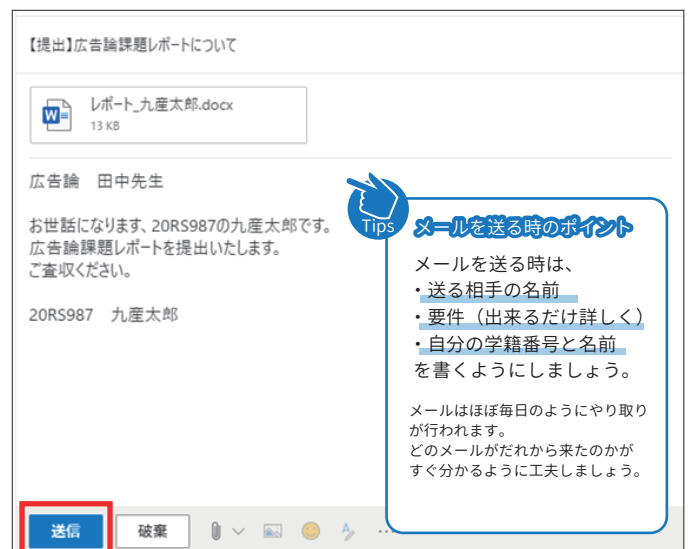 【提出】広告論課題レポートについて
レポート_九産太郎.docx
13 KB
広告論　田中先生
お世話になります、20RS987の九産太郎です。
広告論課題レポートを提出いたします。
ご査収ください。
20RS987　九産太郎
Tips
メールを送る時のポイント
メールを送る時は、
・送る相手の名前
・要件（出来るだけ詳しく）
・自分の学籍番号と名前
を書くようにしましょう。
メールはほぼ毎日のようにやり取り
が行われます。
どのメールがだれから来たのかが
すぐ分かるように工夫しましょう。
送信
破棄